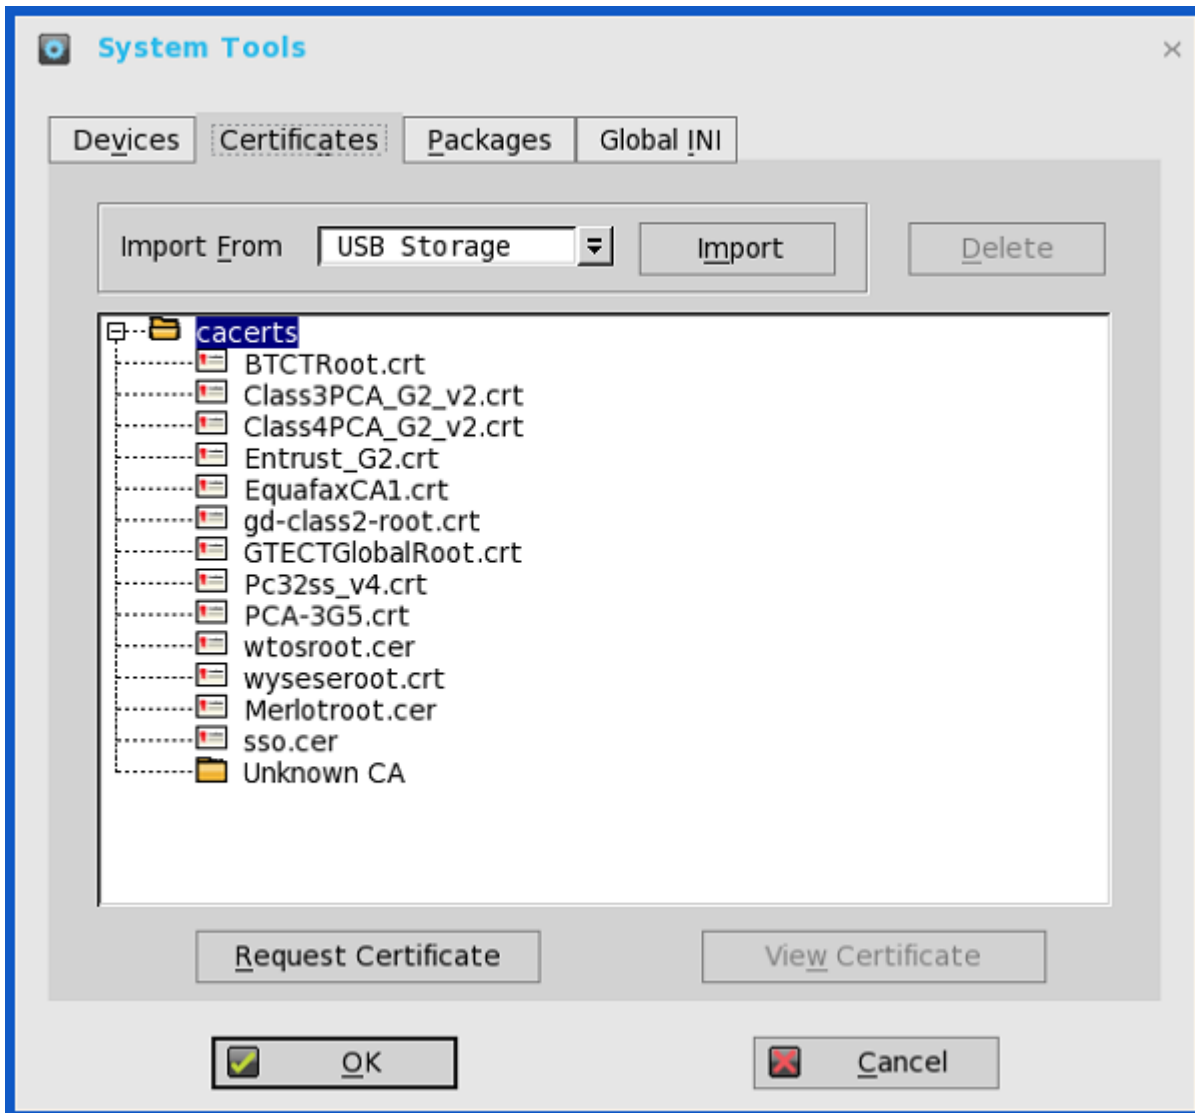 System Tools
Devices Certificates Packages Global INI
Import From USB Storage Import Delete
cacerts
BTCTRoot.crt
Class3PCA_G2_v2.crt
Class4PCA_G2_v2.crt
Entrust_G2.crt
EquafaxCA1.crt
gd-class2-root.crt
GTECTGlobalRoot.crt
Pc32ss_v4.crt
PCA-3G5.crt
wtosroot.cer
wyseseroot.crt
Merlotroot.cer
sso.cer
Unknown CA
Request Certificate View Certificate
OK Cancel